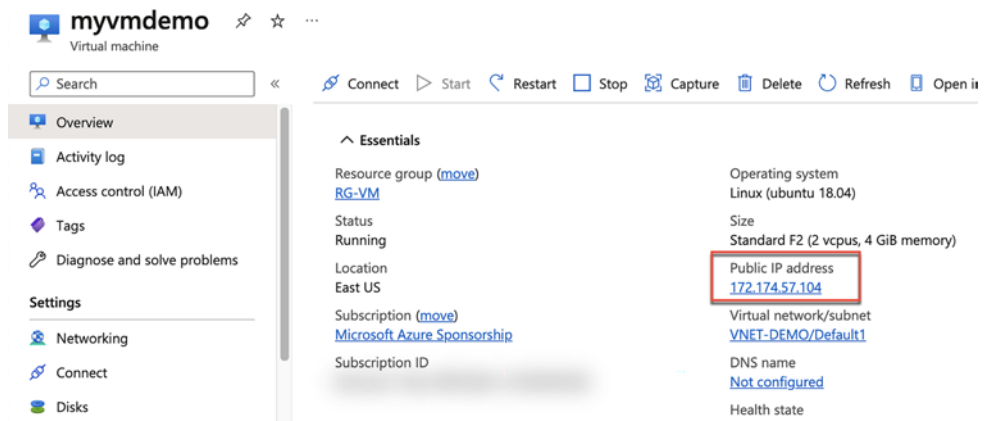 myvmdemo
Virtual machine
Search
Connect
Start
Restart
Stop
Capture
Delete
Refresh
Open in
Overview
Activity log
Access control (IAM)
Tags
Diagnose and solve problems
Settings
Networking
Connect
Disks
Essentials
Resource group (move)
RG-VM
Status
Running
Location
East US
Subscription (move)
Microsoft Azure Sponsorship
Subscription ID
Operating system
Linux (ubuntu 18.04)
Size
Standard F2 (2 vcpus, 4 GiB memory)
Public IP address
172.174.57.104
Virtual network/subnet
VNET-DEMO/Default1
DNS name
Not configured
Health state